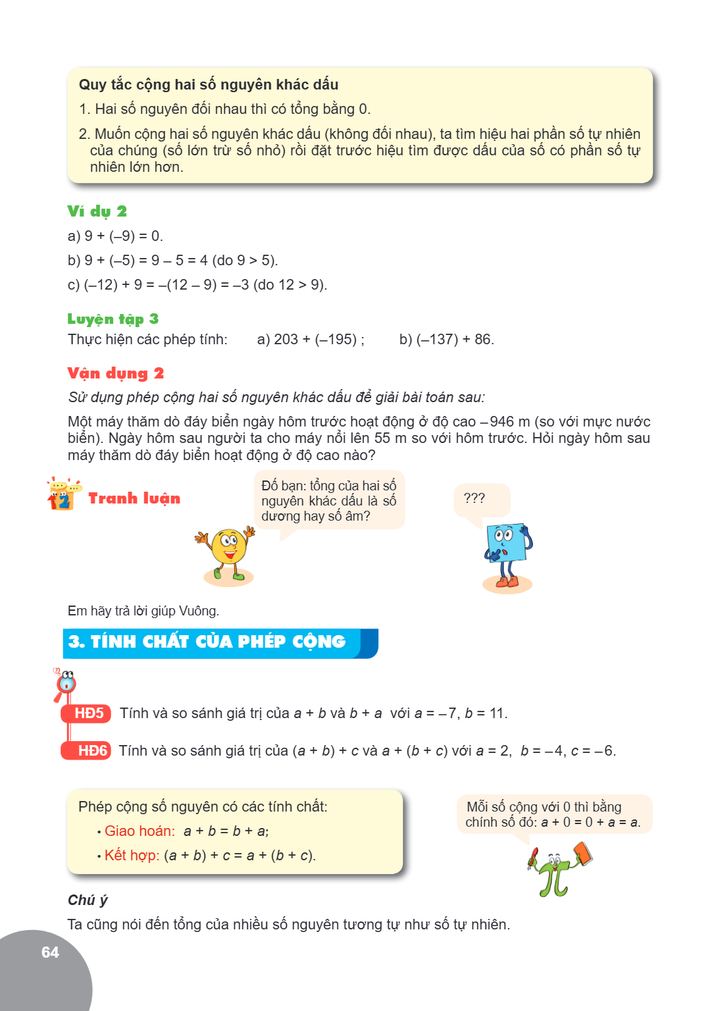 Quy tắc cộng hai số nguyên khác dấu
1. Hai số nguyên đối nhau thì có tổng bằng 0.
2. Muốn cộng hai số nguyên khác dấu (không đối nhau), ta tìm hiệu hai phần số tự nhiên
của chúng (số lớn trừ số nhỏ) rồi đặt trước hiệu tìm được dấu của số có phần số tự
nhiên lớn hơn.
Ví dụ 2
a) 9 + (–9) = 0.
b) 9 + (–5) = 9 – 5 = 4 (do 9 > 5).
c) (–12) + 9 = –(12 – 9) = –3 (do 12 > 9).
Luyện tập 3
Thực hiện các phép tính: a) 203 + (–195) ; b) (–137) + 86.
Vận dụng 2
Sử dụng phép cộng hai số nguyên khác dấu để giải bài toán sau:
Một máy thăm dò đáy biển ngày hôm trước hoạt động ở độ cao –946 m (so với mực nước
biển). Ngày hôm sau người ta cho máy nổi lên 55 m so với hôm trước. Hỏi ngày hôm sau
máy thăm dò đáy biển hoạt động ở độ cao nào?
Tranh luận
Đố bạn: tổng của hai số
nguyên khác dấu là số
dương hay số âm?
???
Em hãy trả lời giúp Vuông.
3. TÍNH CHẤT CỦA PHÉP CỘNG
HĐ5 Tính và so sánh giá trị của a + b và b + a với a = –7, b = 11.
HĐ6 Tính và so sánh giá trị của (a + b) + c và a + (b + c) với a = 2, b = –4, c = –6.
Phép cộng số nguyên có các tính chất:
• Giao hoán: a + b = b + a;
• Kết hợp: (a + b) + c = a + (b + c).
Mỗi số cộng với 0 thì bằng
chính số đó: a + 0 = 0 + a = a.
Chú ý
Ta cũng nói đến tổng của nhiều số nguyên tương tự như số tự nhiên.
64